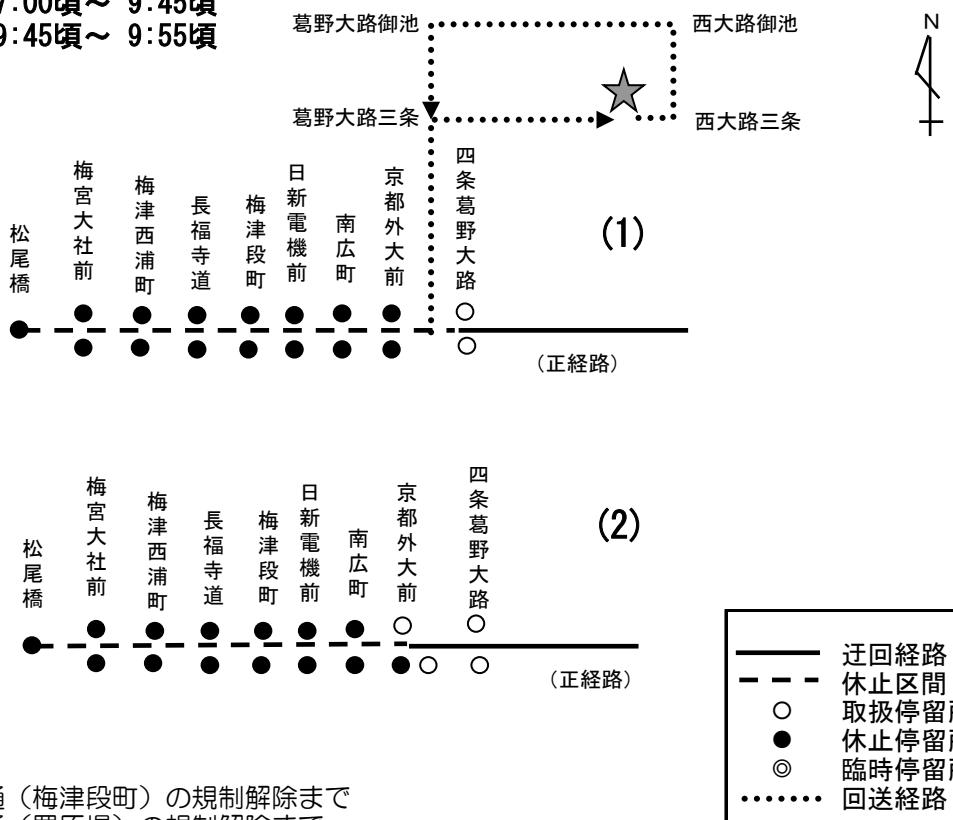 :00頃～ 9:45頃
9:45頃～ 9:55頃
葛野大路御池
西大路御池
N
葛野大路三条
西大路三条
松尾橋
梅宮大社前
梅津西浦町
長福寺道
梅津段町
日新電機前
南広町
京都外大前
四条葛野大路
(1)
（正経路）
松尾橋
梅宮大社前
梅津西浦町
長福寺道
梅津段町
日新電機前
南広町
京都外大前
四条葛野大路
(2)
（正経路）
迂回経路
休止区間
取扱停留所
休止停留所
臨時停留所
回送経路
（梅津段町）の規制解除まで